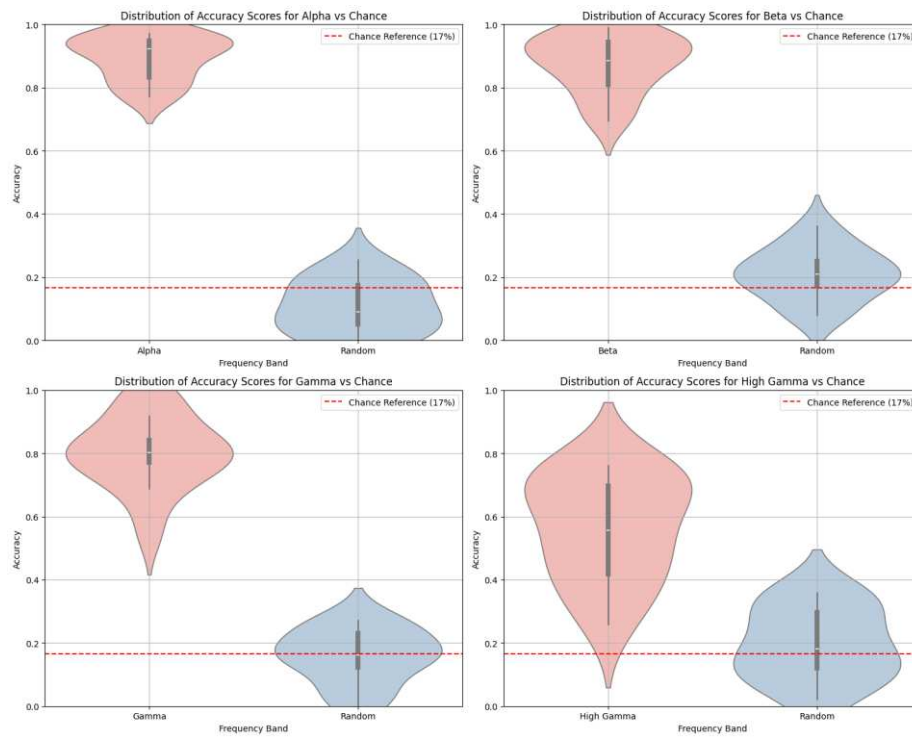 Distribution of Accuracy Scores for Alpha vs Chance
1.0
0.8
0.6
0.4
0.2
0.0
Accuracy
Chance Reference (17%)
Alpha
Random
Frequency Band
Distribution of Accuracy Scores for Beta vs Chance
1.0
0.8
0.6
0.4
0.2
0.0
Accuracy
Chance Reference (17%)
Beta
Random
Frequency Band
Distribution of Accuracy Scores for Gamma vs Chance
1.0
0.8
0.6
0.4
0.2
0.0
Accuracy
Chance Reference (17%)
Gamma
Random
Frequency Band
Distribution of Accuracy Scores for High Gamma vs Chance
1.0
0.8
0.6
0.4
0.2
0.0
Accuracy
Chance Reference (17%)
High Gamma
Random
Frequency Band